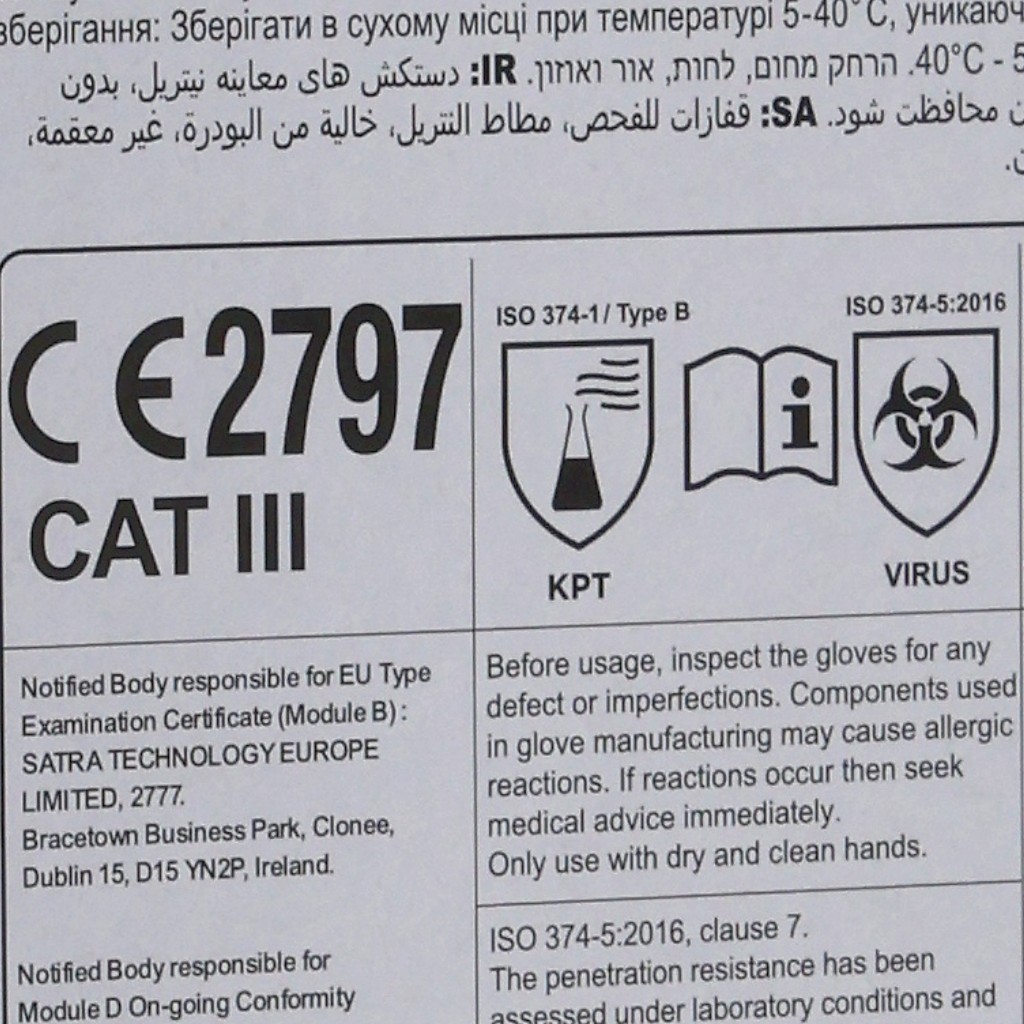 зберігання: Зберігати в сухому місці при температурі 5-40°C, уникаюч
40°C - 5. הרחק מחום, לחות, אור ואוזון. IR: دستکش های معاینه نیتریل، بدون
محافظت شود. SA: قفازات للفحص، مطاط النتريل، خالية من البودرة، غير معقمة،
CE 2797
CAT III
ISO 374-1/ Type B
ISO 374-5:2016
i
KPT
VIRUS
Notified Body responsible for EU Type
Examination Certificate (Module B) :
SATRA TECHNOLOGY EUROPE
LIMITED, 2777.
Bracetown Business Park, Clonee,
Dublin 15, D15 YN2P, Ireland.
Notified Body responsible for
Module D On-going Conformity
Before usage, inspect the gloves for any
defect or imperfections. Components used
in glove manufacturing may cause allergic
reactions. If reactions occur then seek
medical advice immediately.
Only use with dry and clean hands.
ISO 374-5:2016, clause 7.
The penetration resistance has been
assessed under laboratory conditions and